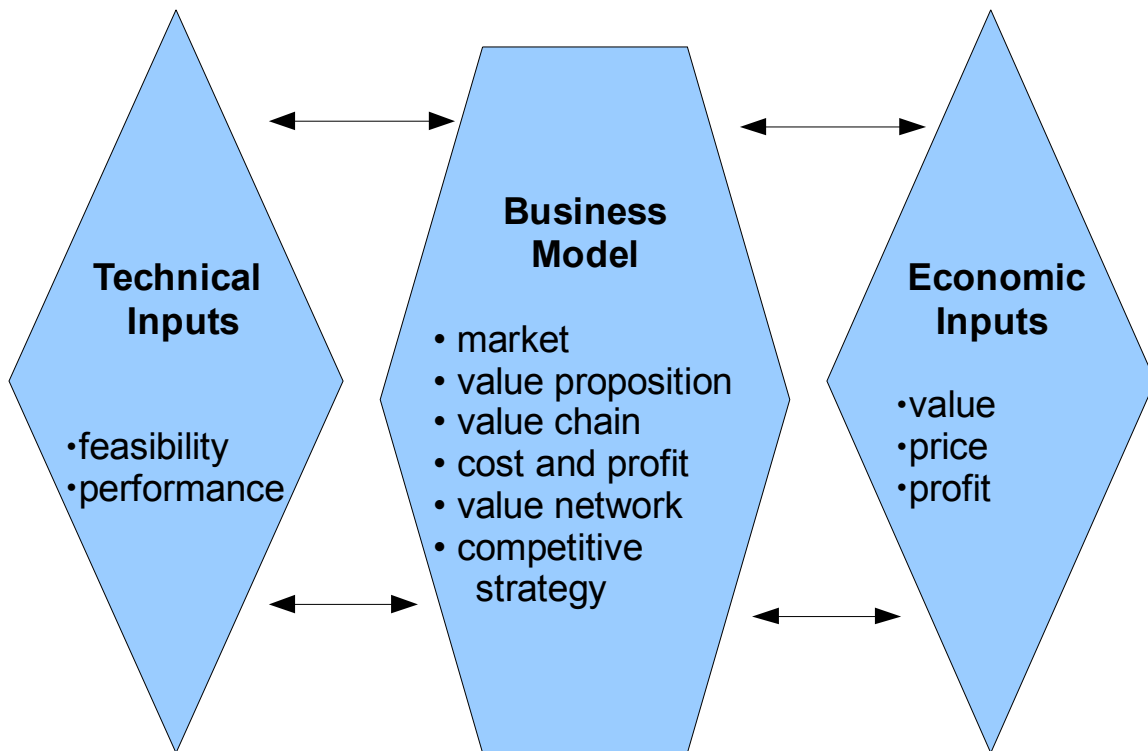 Technical
Inputs
•feasibility
•performance
Business
Model
• market
• value proposition
• value chain
• cost and profit
• value network
• competitive
strategy
Economic
Inputs
•value
•price
•profit